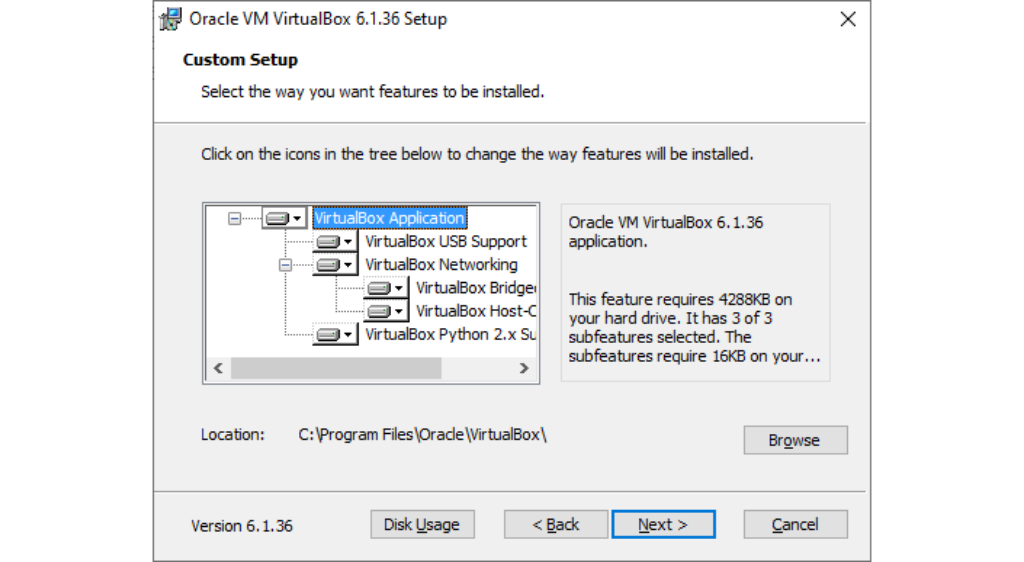 Oracle VM VirtualBox 6.1.36 Setup
Custom Setup
Select the way you want features to be installed.
Click on the icons in the tree below to change the way features will be installed.
VirtualBox Application
VirtualBox USB Support
VirtualBox Networking
VirtualBox Bridge
VirtualBox Host-C
VirtualBox Python 2.x Su
Oracle VM VirtualBox 6.1.36
application.
This feature requires 4288KB on
your hard drive. It has 3 of 3
subfeatures selected. The
subfeatures require 16KB on your...
Location: C:\Program Files\Oracle\VirtualBox\
Browse
Version 6.1.36 Disk Usage < Back Next > Cancel